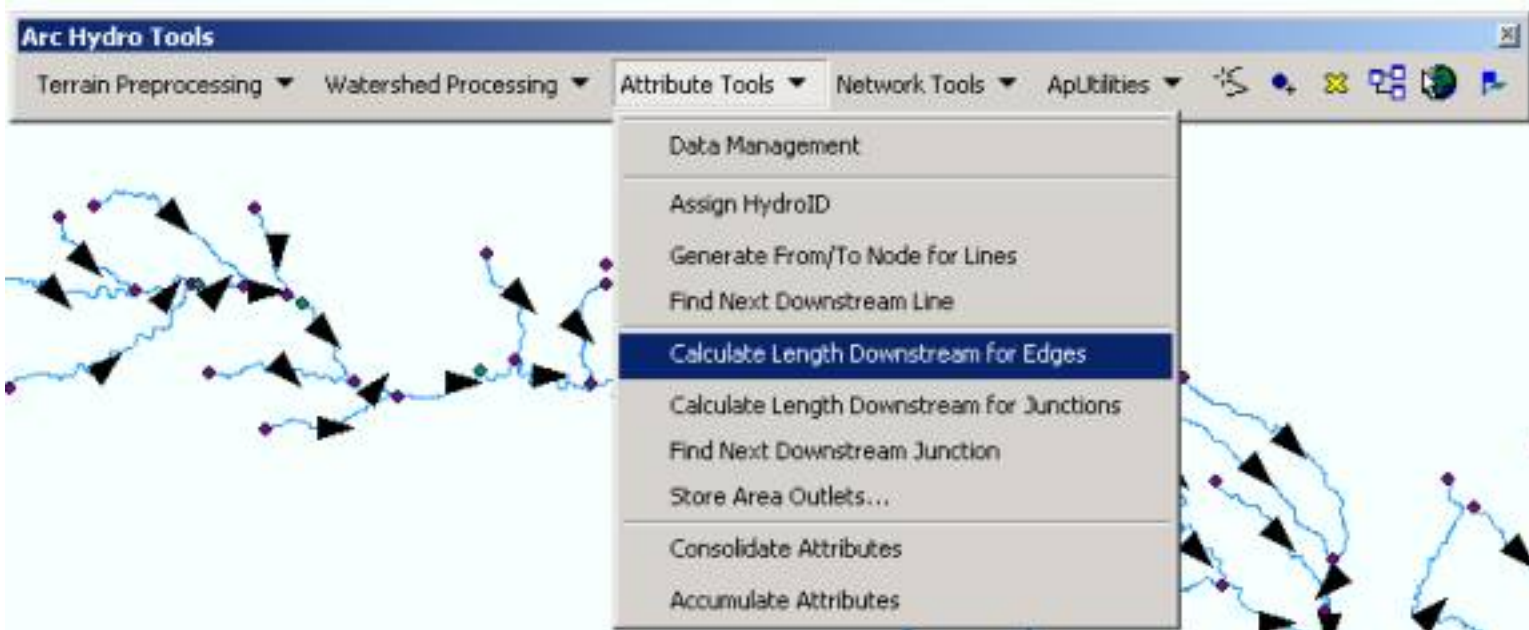 Arc Hydro Tools
Terrain Preprocessing Watershed Processing Attribute Tools Network Tools ApUtilities
Data Management
Assign HydroID
Generate From/To Node for Lines
Find Next Downstream Line
Calculate Length Downstream for Edges
Calculate Length Downstream for Junctions
Find Next Downstream Junction
Store Area Outlets...
Consolidate Attributes
Accumulate Attributes